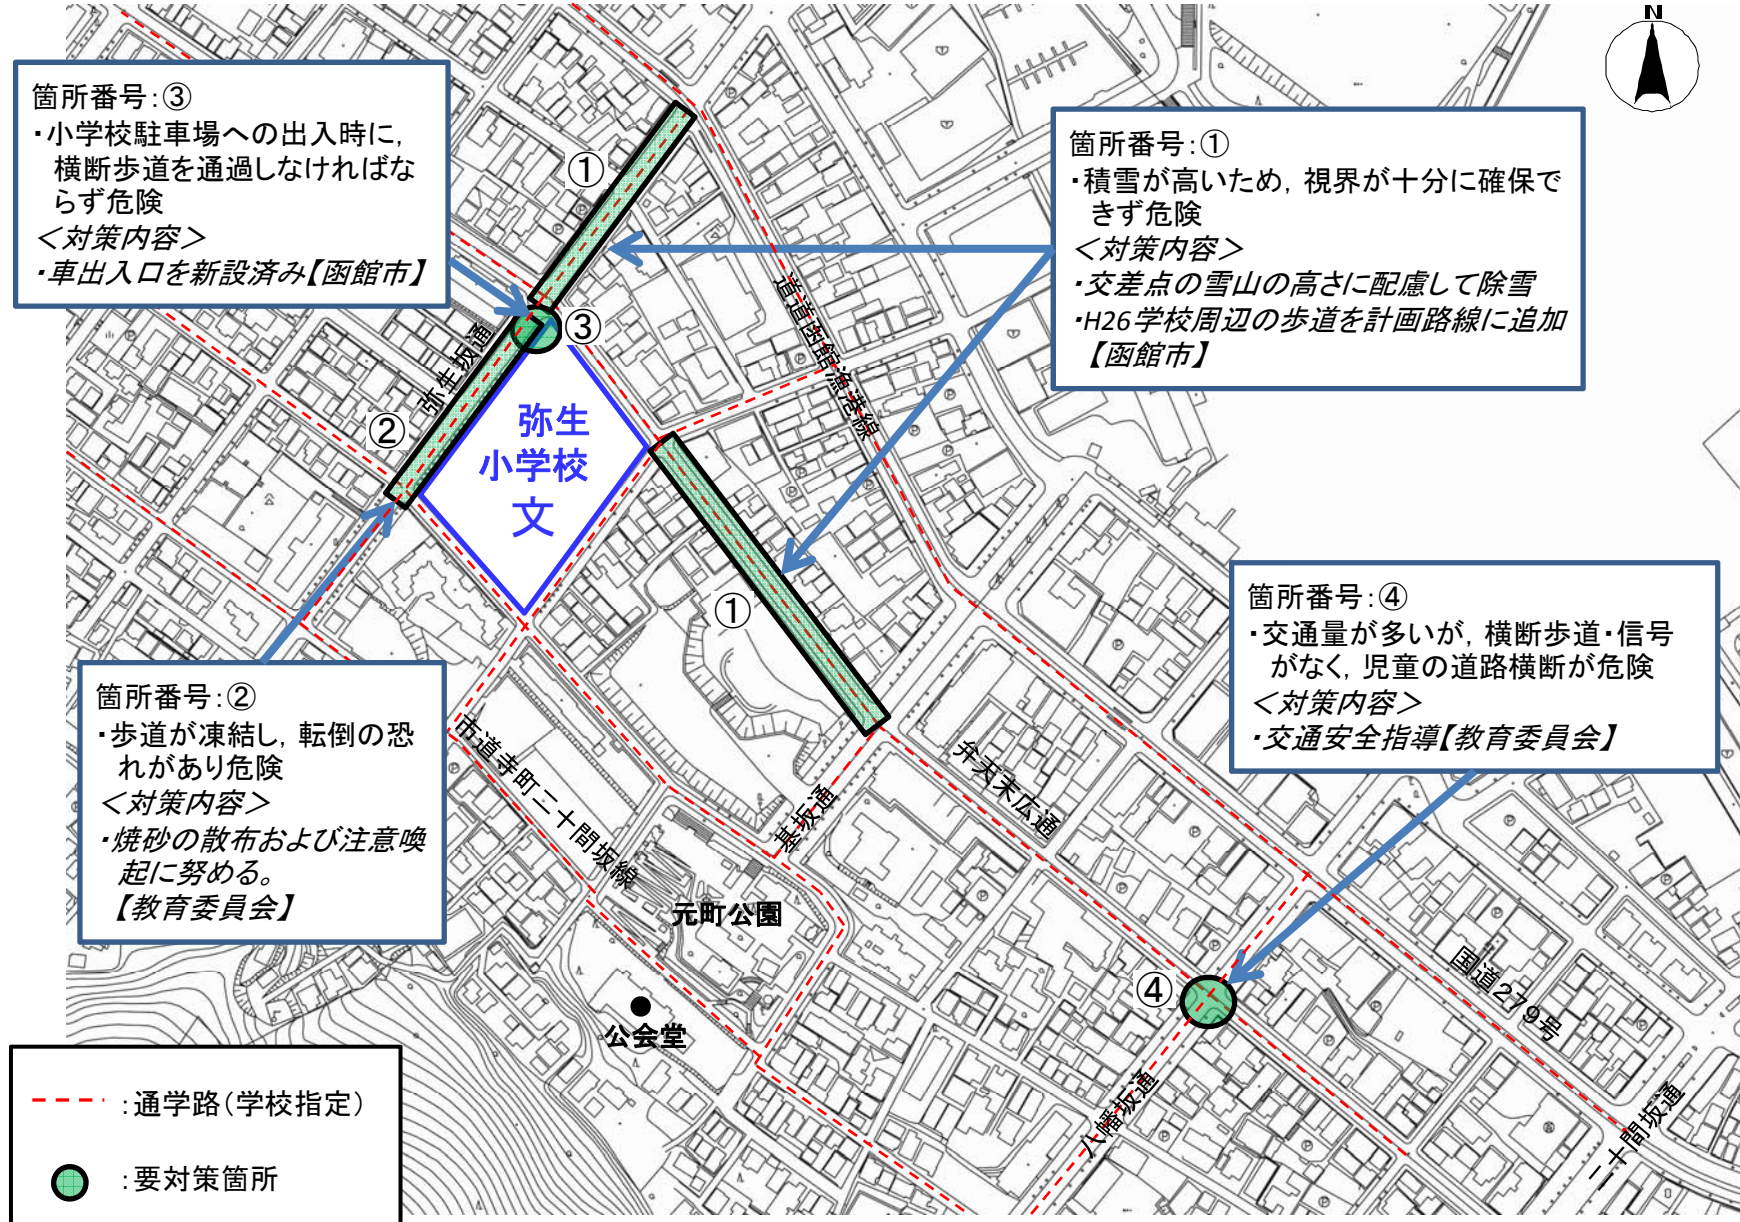 N
箇所番号:③
・小学校駐車場への出入時に,
横断歩道を通過しなければな
らず危険
<対策内容>
・車出入口を新設済み【函館市】
箇所番号:①
・積雪が高いため, 視界が十分に確保で
きず危険
<対策内容>
・交差点の雪山の高さに配慮して除雪
・H26学校周辺の歩道を計画路線に追加
【函館市】
①
③
②
①
弥生坂通
道道函館漁港線
弥生
小学校
文
箇所番号:②
・歩道が凍結し, 転倒の恐
れがあり危険
<対策内容>
・焼砂の散布および注意喚
起に努める。
【教育委員会】
箇所番号:④
・交通量が多いが, 横断歩道・信号
がなく, 児童の道路横断が危険
<対策内容>
・交通安全指導【教育委員会】
市道寺町二十間坂線
基坂通
弁天末広通
元町公園
公会堂
④
国道279号
八幡坂通
二十間坂通
:通学路(学校指定)
:要対策箇所